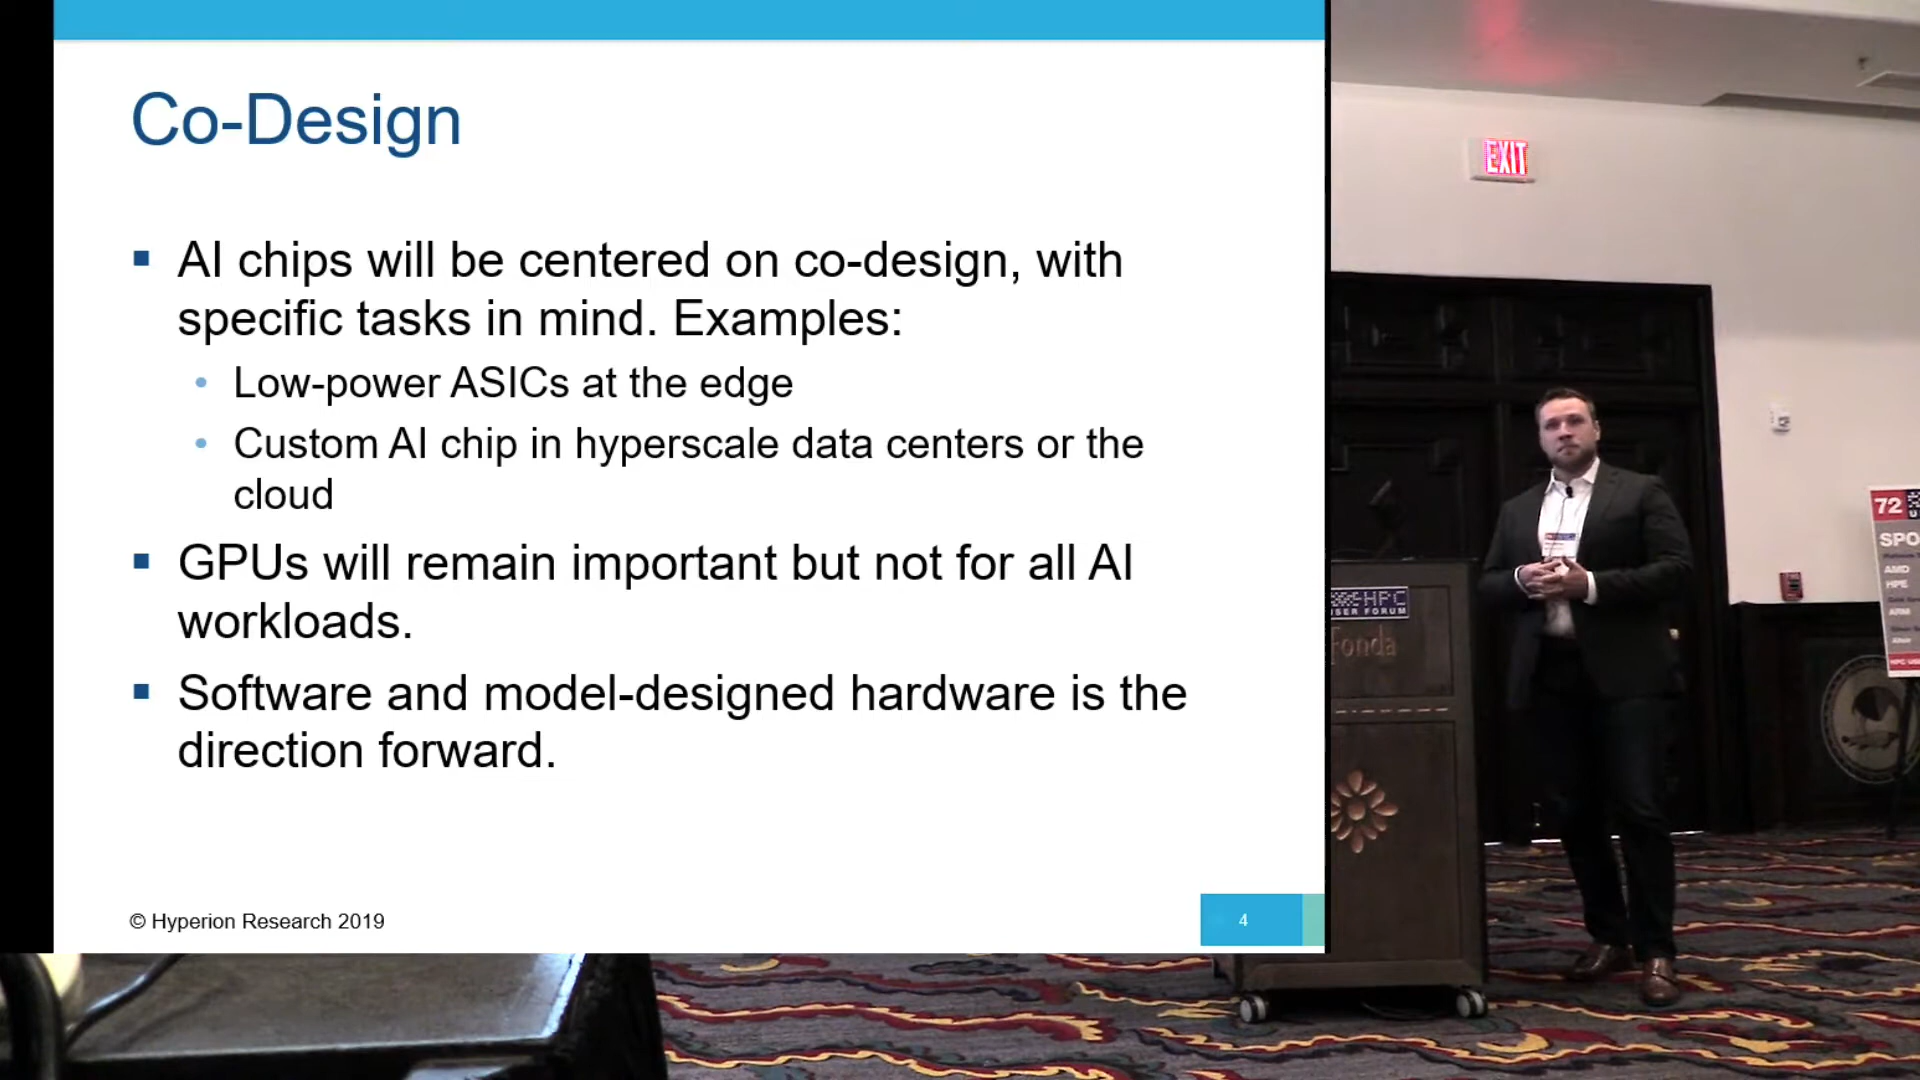 Co-Design
AI chips will be centered on co-design, with
specific tasks in mind. Examples:
Low-power ASICs at the edge
Custom AI chip in hyperscale data centers or the
cloud
GPUs will remain important but not for all AI
workloads.
Software and model-designed hardware is the
direction forward.
© Hyperion Research 2019
4
EXIT
HPC
USER FORUM
Fonda
72
SPO
AMD
HPE
ARM